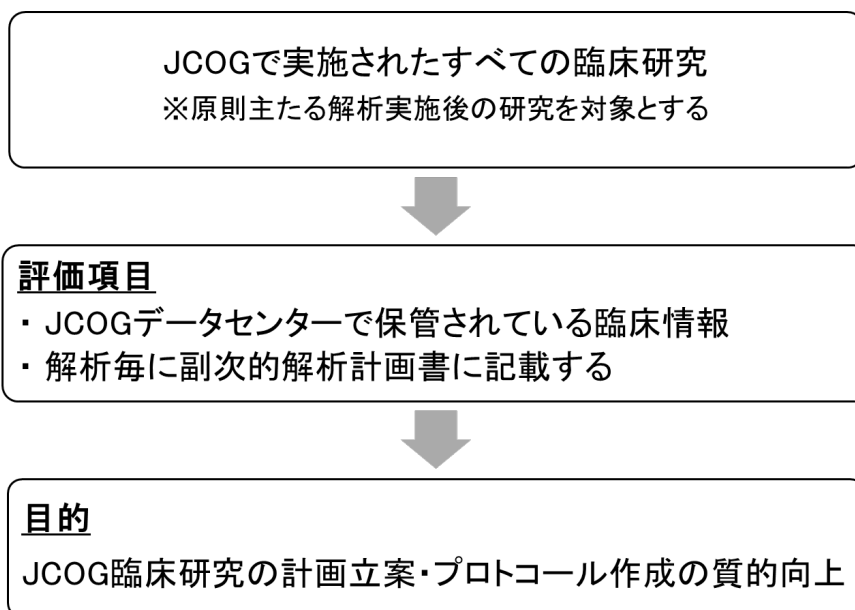 JCOGで実施されたすべての臨床研究
※原則主たる解析実施後の研究を対象とする
評価項目
・ JCOGデータセンターで保管されている臨床情報
・ 解析毎に副次的解析計画書に記載する
目的
JCOG臨床研究の計画立案・プロトコール作成の質的向上